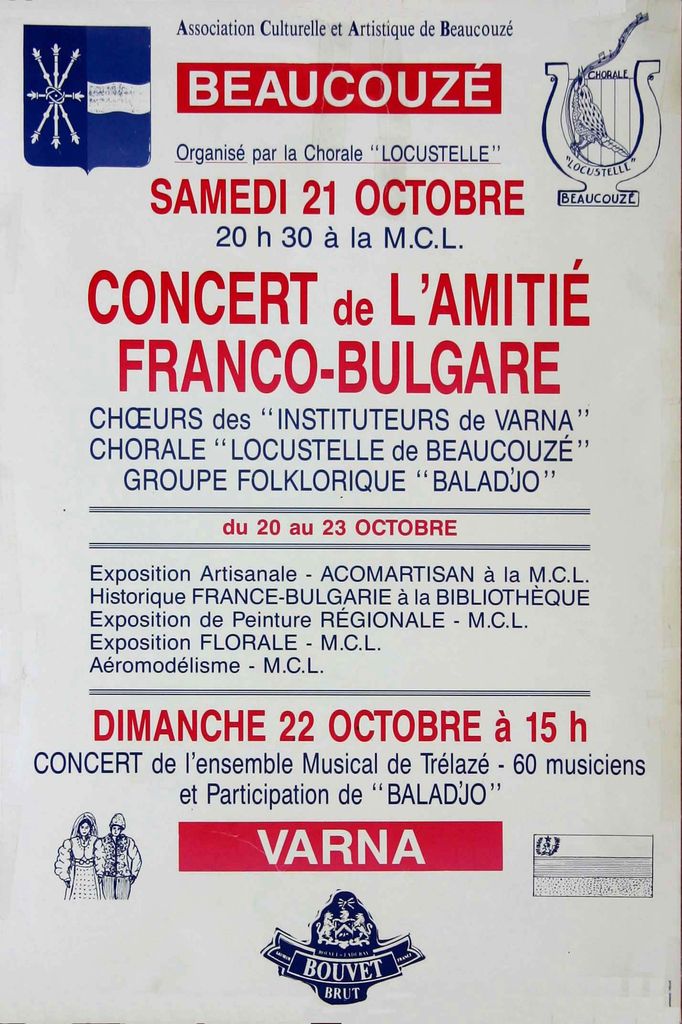 Association Culturelle et Artistique de Beaucouzé
BEAUCOUZÉ
CHORALE
"LOCUSTELLE"
BEAUCOUZÉ
Organisé par la Chorale "LOCUSTELLE"
SAMEDI 21 OCTOBRE
20 h 30 à la M.C.L.
CONCERT de L'AMITIÉ
FRANCO-BULGARE
CHŒURS des "INSTITUTEURS de VARNA"
CHORALE "LOCUSTELLE de BEAUCOUZÉ"
GROUPE FOLKLORIQUE "BALADJO"
du 20 au 23 OCTOBRE
Exposition Artisanale - ACOMARTISAN à la M.C.L.
Historique FRANCE-BULGARIE à la BIBLIOTHÈQUE
Exposition de Peinture RÉGIONALE - M.C.L.
Exposition FLORALE - M.C.L.
Aéromodélisme - M.C.L.
DIMANCHE 22 OCTOBRE à 15 h
CONCERT de l'ensemble Musical de Trélazé - 60 musiciens
et Participation de "BALADJO"
VARNA
BOUVET-LADUBAY
BOUVET
BRUT